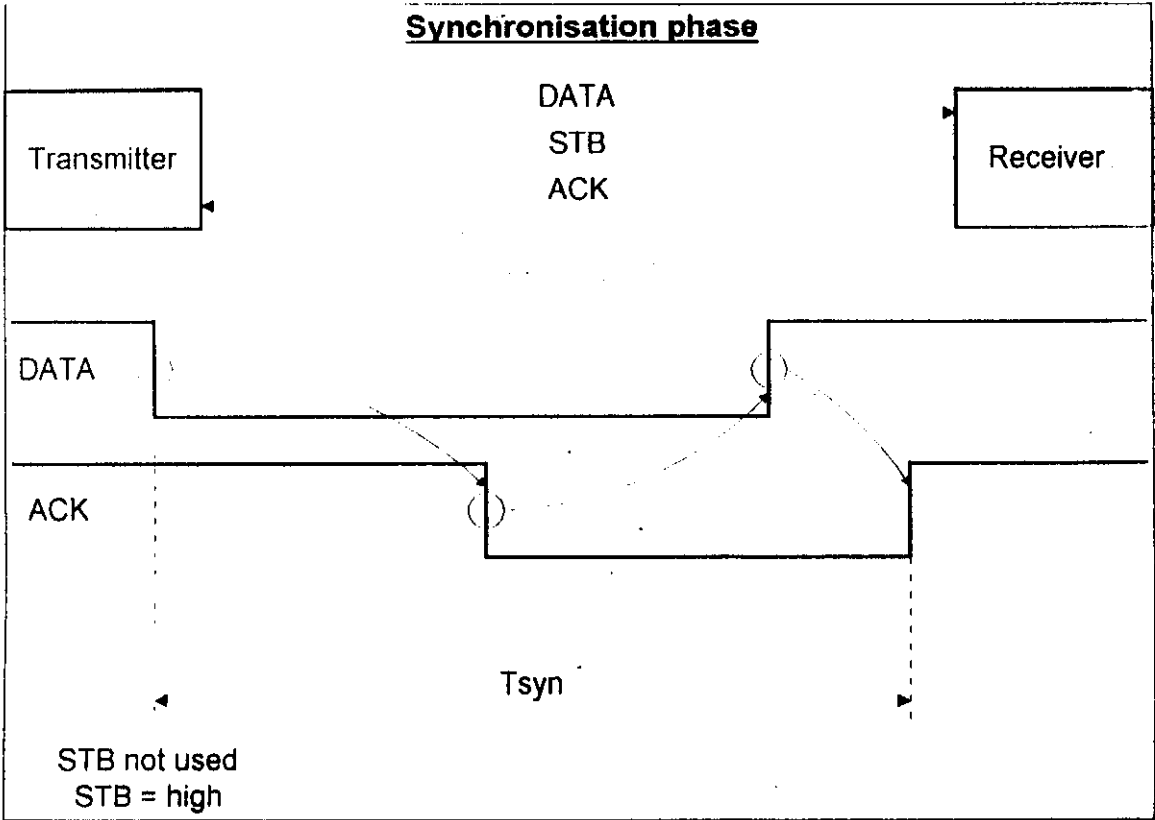 Synchronisation phase
DATA
STB
ACK
Transmitter
Receiver
DATA
ACK
Tsyn
STB not used
STB = high